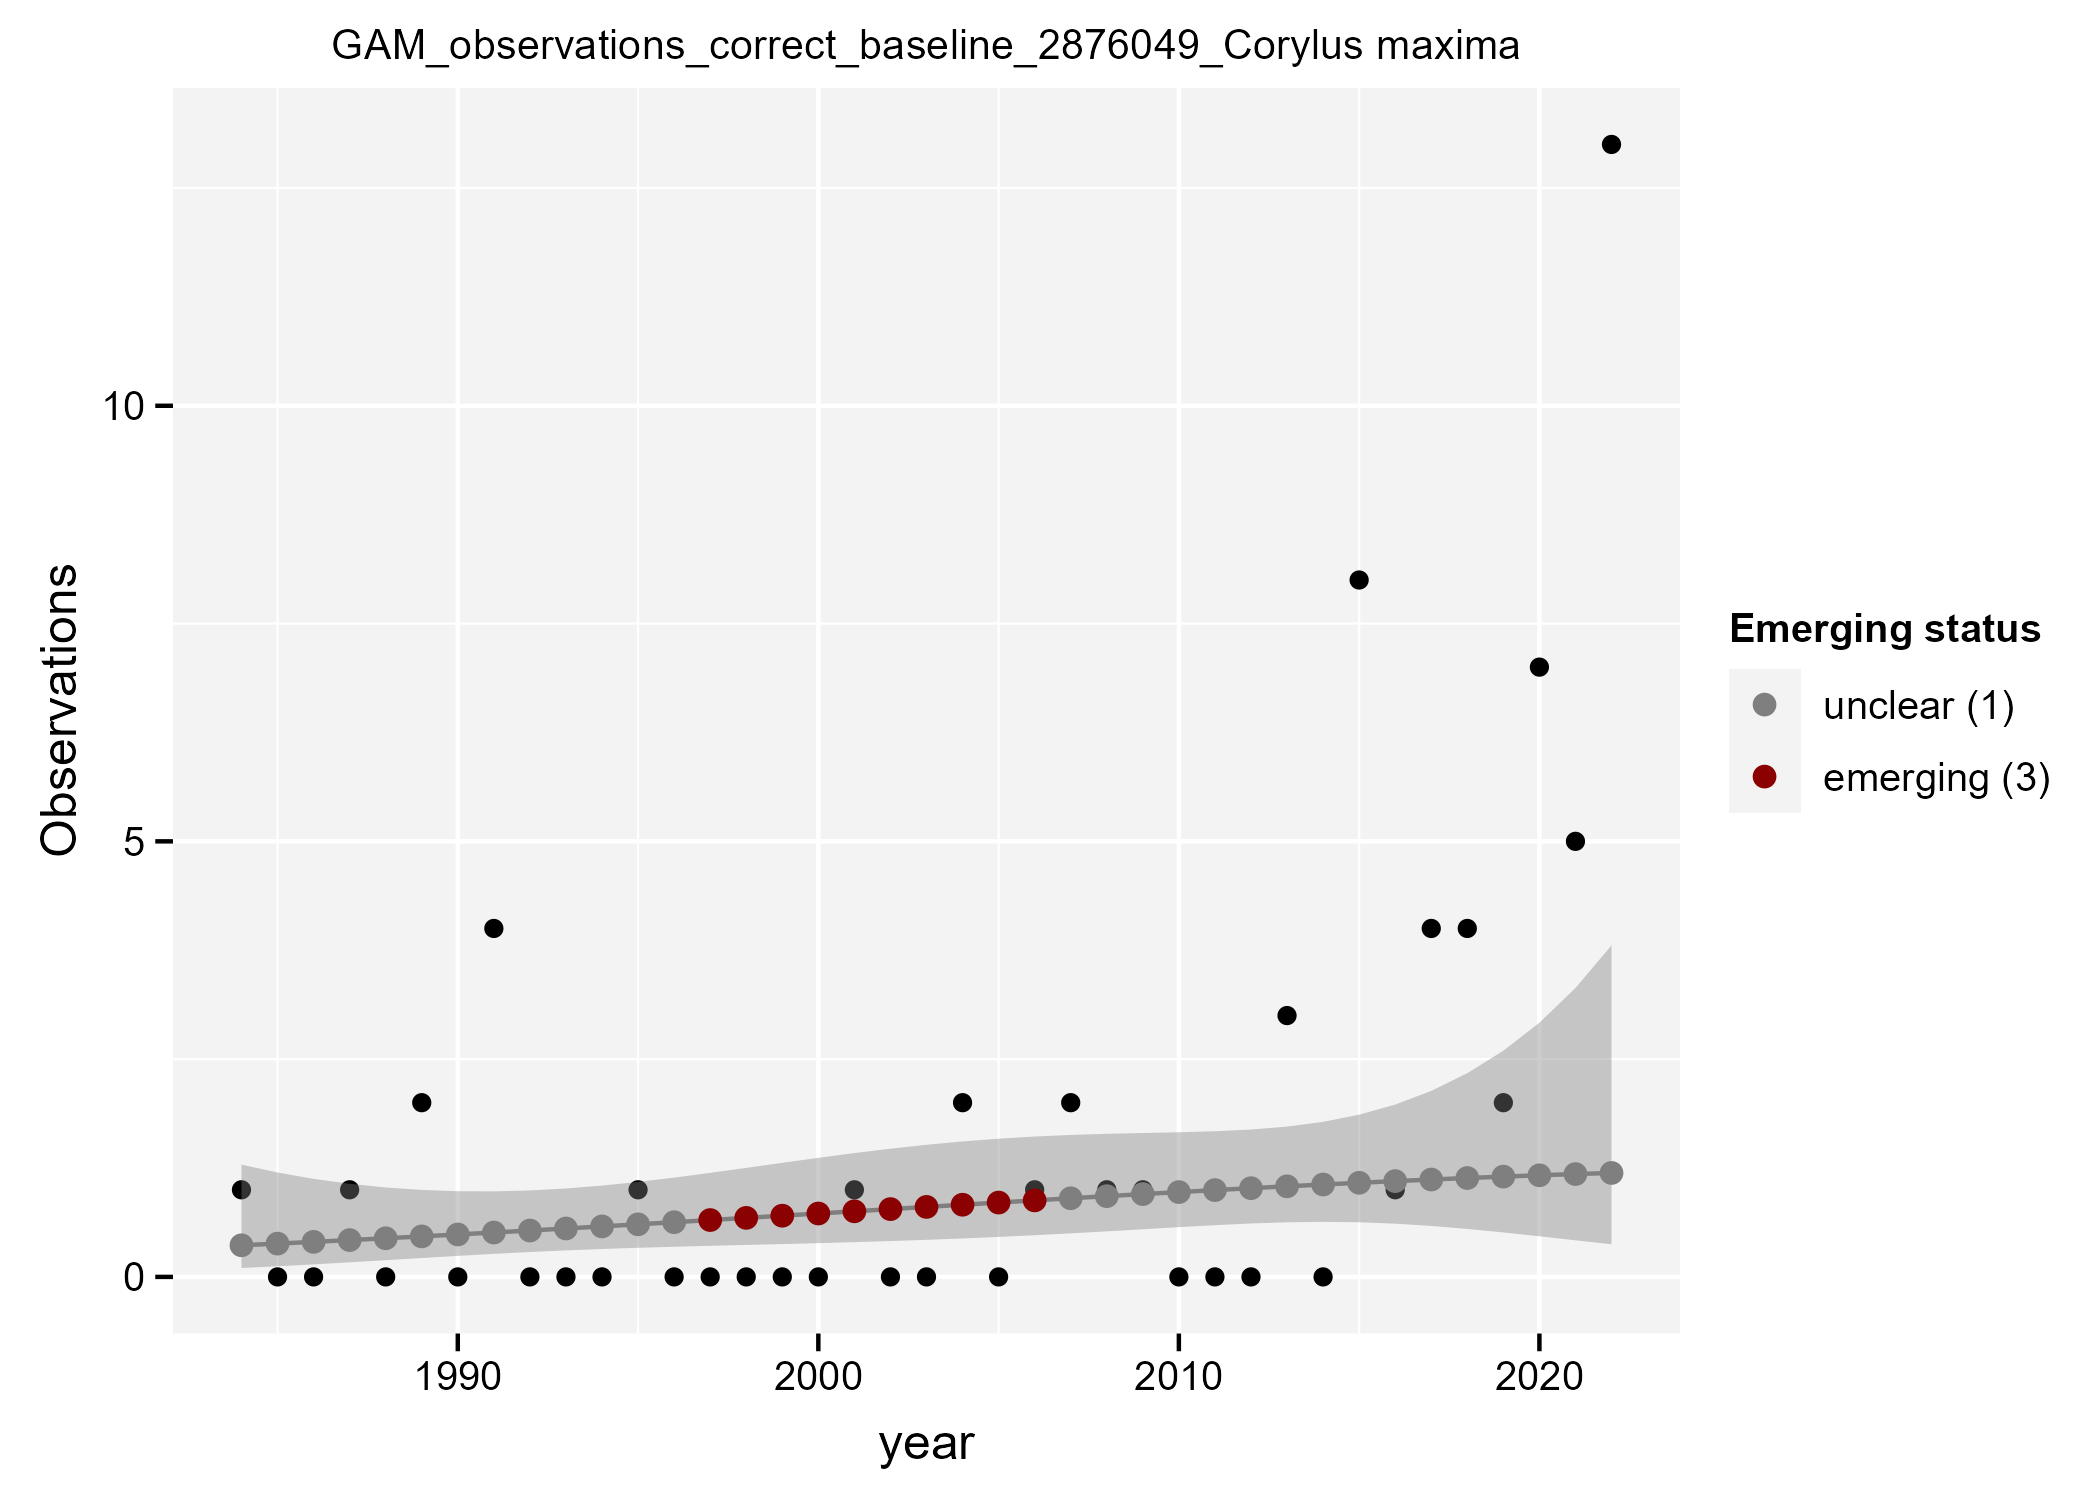 GAM_observations_correct_baseline_2876049_Corylus maxima
Observations
10
5
0
1990
2000
2010
2020
year
Emerging status
unclear (1)
emerging (3)